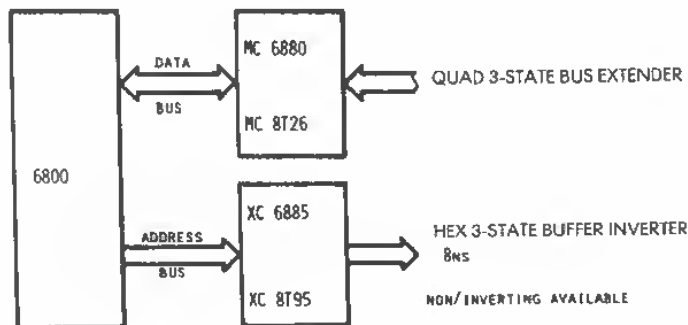 MC 6880
DATA
QUAD 3-STATE BUS EXTENDER
BUS
MC 8T26
6800
XC 6885
ADDRESS
HEX 3-STATE BUFFER INVERTER
8NS
BUS
XC 8T95
NON/INVERTING AVAILABLE